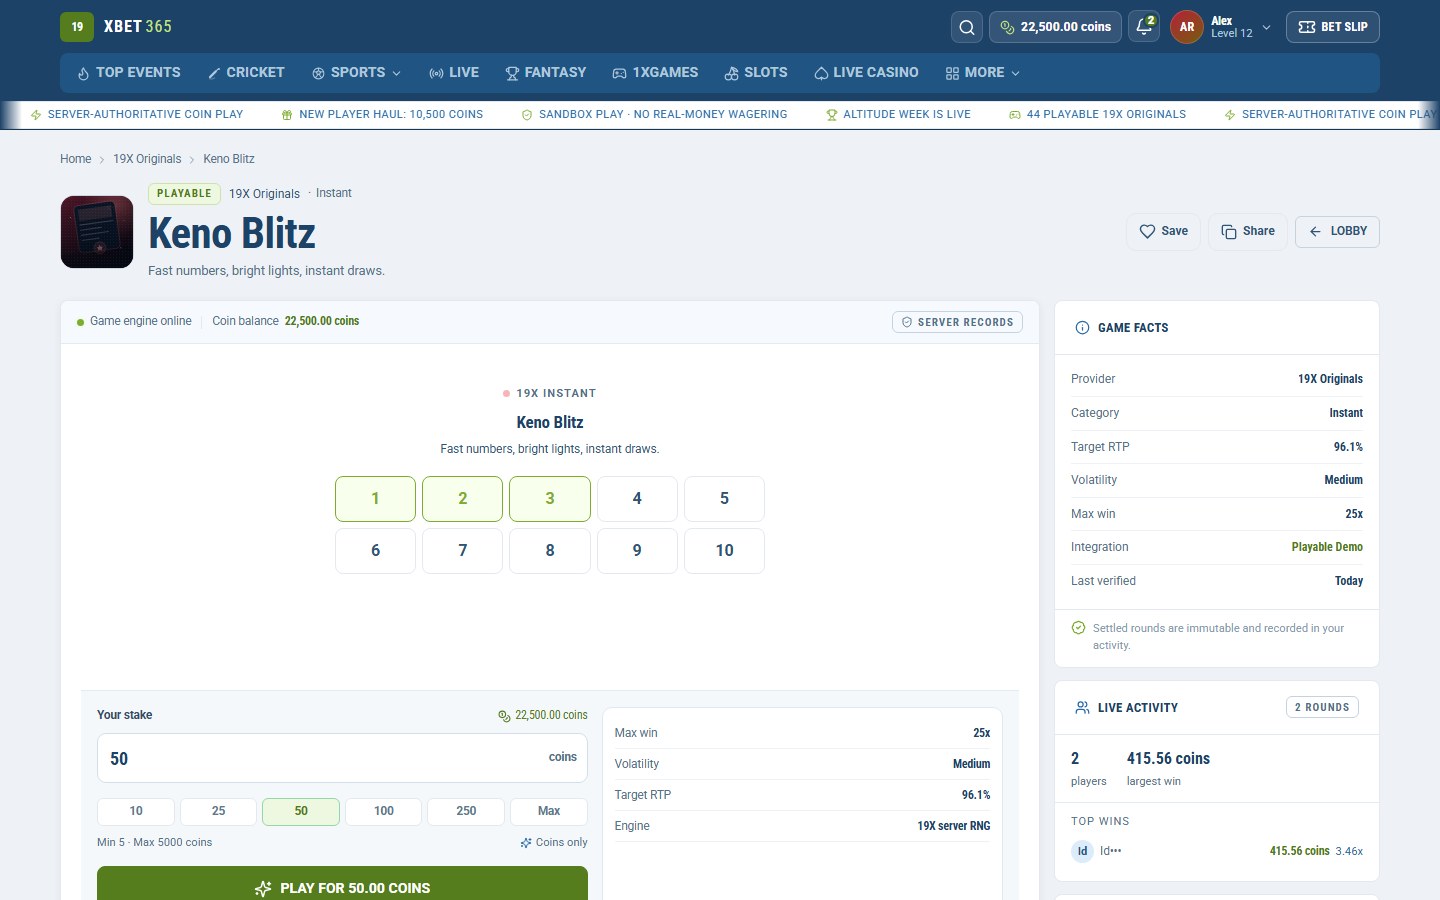 19 XBET 365
22,500.00 coins
2
AR
Alex
Level 12
BET SLIP
TOP EVENTS
CRICKET
SPORTS
LIVE
FANTASY
1XGAMES
SLOTS
LIVE CASINO
MORE
SERVER-AUTHORITATIVE COIN PLAY
NEW PLAYER HAUL: 10,500 COINS
SANDBOX PLAY · NO REAL-MONEY WAGERING
ALTITUDE WEEK IS LIVE
44 PLAYABLE 19X ORIGINALS
SERVER-AUTHORITATIVE COIN PLAY
Home
19X Originals
Keno Blitz
PLAYABLE
19X Originals · Instant
Keno Blitz
Fast numbers, bright lights, instant draws.
Save
Share
LOBBY
Game engine online
Coin balance 22,500.00 coins
SERVER RECORDS
19X INSTANT
Keno Blitz
Fast numbers, bright lights, instant draws.
1 2 3 4 5
6 7 8 9 10
Your stake
22,500.00 coins
50 coins
10 25 50 100 250 Max
Min 5 · Max 5000 coins
Coins only
PLAY FOR 50.00 COINS
Max win 25x
Volatility Medium
Target RTP 96.1%
Engine 19X server RNG
GAME FACTS
Provider 19X Originals
Category Instant
Target RTP 96.1%
Volatility Medium
Max win 25x
Integration Playable Demo
Last verified Today
Settled rounds are immutable and recorded in your
activity.
LIVE ACTIVITY
2 ROUNDS
2 415.56 coins
players largest win
TOP WINS
Id Id••• 415.56 coins 3.46x